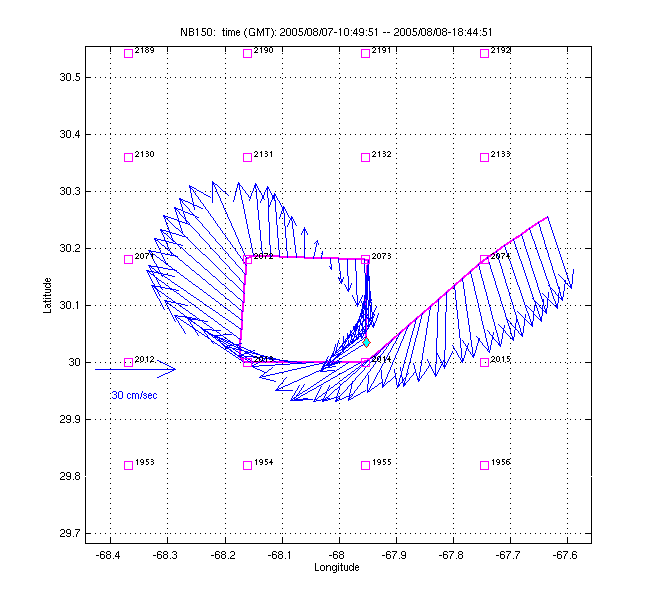 NB150: time (GMT): 2005/08/07-10:49:51 -- 2005/08/08-18:44:51
2189 2190 2191 2192
30.5
30.4
2130 2131 2132 2133
30.3
30.2
2071 2072 2073 2074
Latitude
30.1
30
2012 2013 2014 2015
30 cm/sec
29.9
1953 1954 1955 1956
29.8
29.7
-68.4 -68.3 -68.2 -68.1 -68 -67.9 -67.8 -67.7 -67.6
Longitude